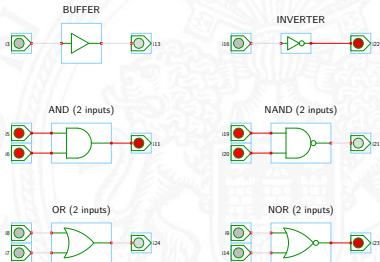 BUFFER
INVERTER
i3
i13
i16
i22
AND (2 inputs)
NAND (2 inputs)
i5
i6
i11
i19
i20
i21
OR (2 inputs)
NOR (2 inputs)
i8
i7
i24
i9
i14
i23